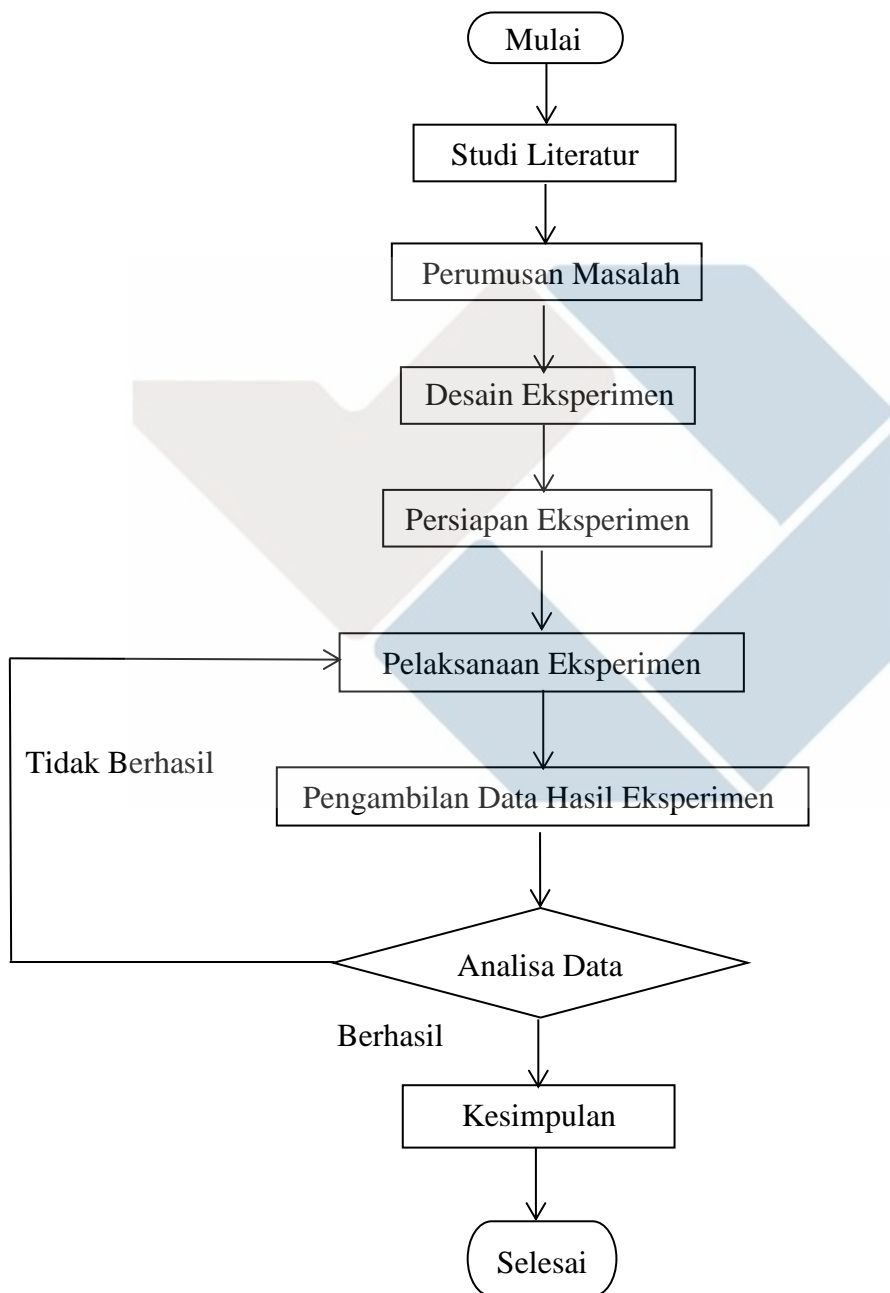 Mulai
Studi Literatur
Perumusan Masalah
Desain Eksperimen
Persiapan Eksperimen
Pelaksanaan Eksperimen
Tidak Berhasil
Pengambilan Data Hasil Eksperimen
Analisa Data
Berhasil
Kesimpulan
Selesai